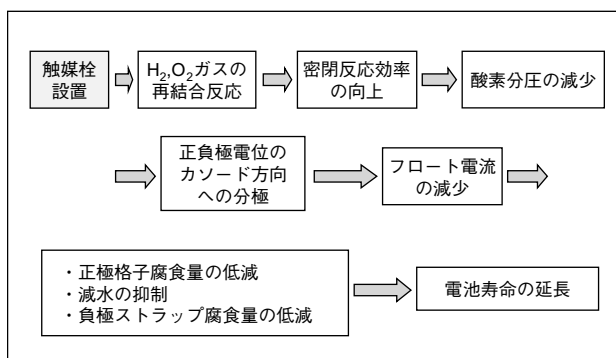 触媒栓
設置
H₂,O₂ガスの
再結合反応
密閉反応効率
の向上
酸素分圧の減少
正負極電位の
カソード方向
への分極
フロート電流
の減少
・正極格子腐食量の低減
・減水の抑制
・負極ストラップ腐食量の低減
電池寿命の延長